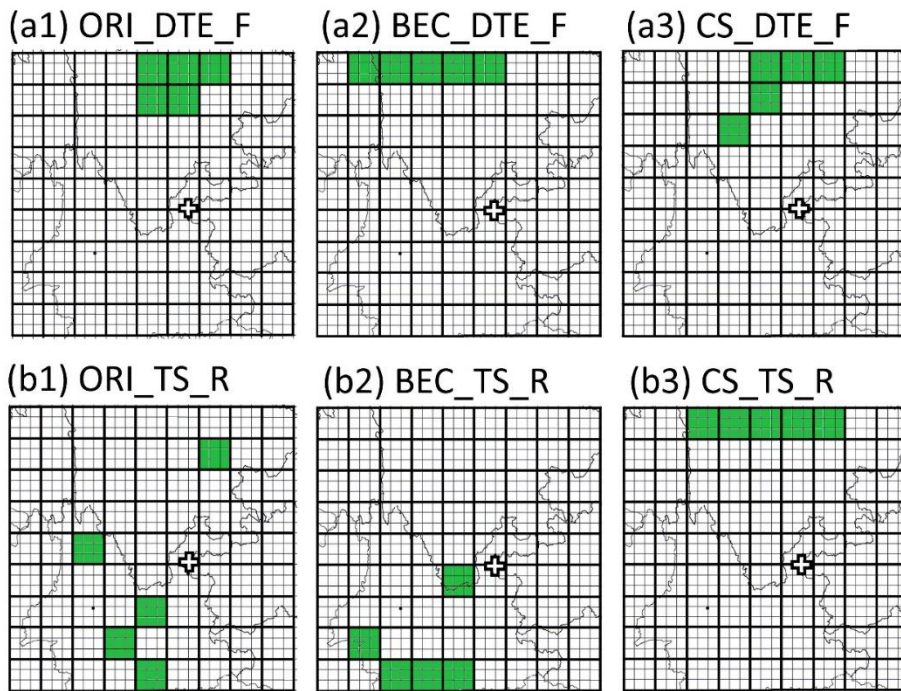 (a1) ORI_DTE_F (a2) BEC_DTE_F (a3) CS_DTE_F
(b1) ORI_TS_R (b2) BEC_TS_R (b3) CS_TS_R